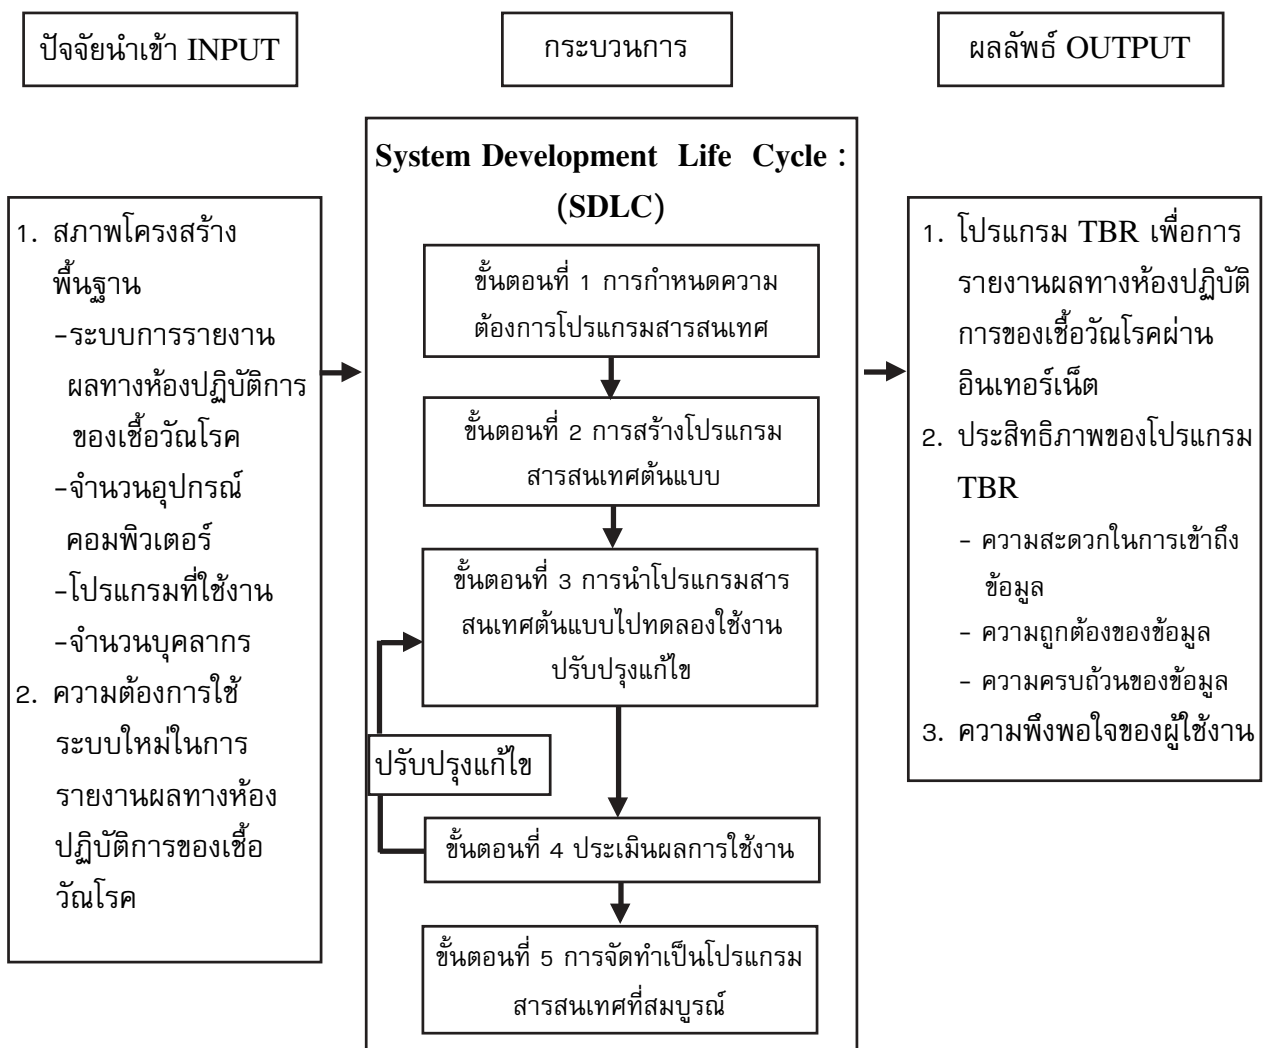 ปัจจัยนำเข้า INPUT
กระบวนการ
ผลลัพธ์ OUTPUT
1. สภาพโครงสร้าง
พื้นฐาน
-ระบบการรายงาน
ผลทางห้องปฏิบัติการ
ของเชื้อวัณโรค
-จำนวนอุปกรณ์
คอมพิวเตอร์
-โปรแกรมที่ใช้งาน
-จำนวนบุคลากร
2. ความต้องการใช้
ระบบใหม่ในการ
รายงานผลทางห้อง
ปฏิบัติการของเชื้อ
วัณโรค
System Development Life Cycle :
(SDLC)
ขั้นตอนที่ 1 การกำหนดความ
ต้องการโปรแกรมสารสนเทศ
ขั้นตอนที่ 2 การสร้างโปรแกรม
สารสนเทศต้นแบบ
ขั้นตอนที่ 3 การนำโปรแกรมสาร
สนเทศต้นแบบไปทดลองใช้งาน
ปรับปรุงแก้ไข
ปรับปรุงแก้ไข
ขั้นตอนที่ 4 ประเมินผลการใช้งาน
ขั้นตอนที่ 5 การจัดทำเป็นโปรแกรม
สารสนเทศที่สมบูรณ์
1. โปรแกรม TBR เพื่อการ
รายงานผลทางห้องปฏิบัติ
การของเชื้อวัณโรคผ่าน
อินเทอร์เน็ต
2. ประสิทธิภาพของโปรแกรม
TBR
- ความสะดวกในการเข้าถึง
ข้อมูล
- ความถูกต้องของข้อมูล
- ความครบถ้วนของข้อมูล
3. ความพึงพอใจของผู้ใช้งาน